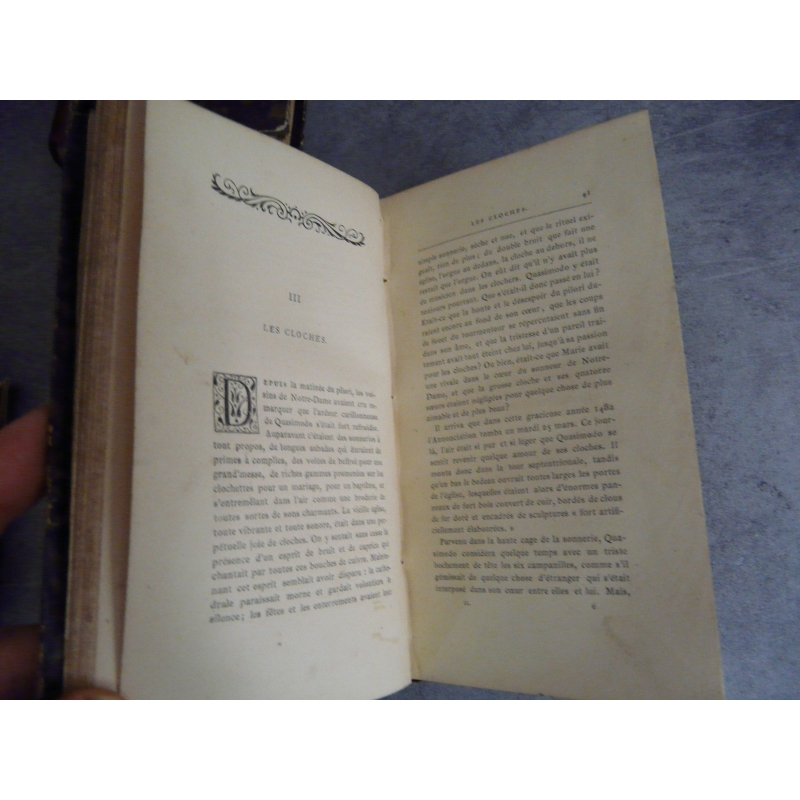 III
LES CLOCHES.
DEPUIS la matinée du pilori, les voi-
sins de Notre-Dame avaient cru re-
marquer que l'ardeur carillonneuse
de Quasimodo s'était fort refroidie.
Auparavant c'étaient des sonneries à
tout propos, de longues aubades qui duraient de
primes à complies, des volées de beffroi pour une
grand'messe, de riches gammes promenées sur les
clochettes pour un mariage, pour un baptême, et
s'entremêlant dans l'air comme une broderie de
toutes sortes de sons charmants. La vieille église,
toute vibrante et toute sonore, était dans une per-
pétuelle joie de cloches. On y sentait sans cesse la
présence d'un esprit de bruit et de caprice qui
chantait par toutes ces bouches de cuivre. Mainte-
nant cet esprit semblait avoir disparu : la cathé-
drale paraissait morne et gardait volontiers le
silence; les fêtes et les enterrements avaient leur
LES CLOCHES. 41
simple sonnerie, sèche et nue, et que le rituel exi-
geait, rien de plus; du double bruit que fait une
église, l'orgue au dedans, la cloche au dehors, il ne
restait que l'orgue. On eût dit qu'il n'y avait plus
de musicien dans les clochers. Quasimodo y était
toujours pourtant. Que s'était-il donc passé en lui?
Était-ce que la honte et le désespoir du pilori du-
raient encore au fond de son cœur, que les coups
de fouet du tourmenteur se répercutaient sans fin
dans son âme, et que la tristesse d'un pareil trai-
tement avait tout éteint chez lui, jusqu'à sa passion
pour les cloches? Ou bien, était-ce que Marie avait
une rivale dans le cœur du sonneur de Notre-
Dame, et que la grosse cloche et ses quatorze
sœurs étaient négligées pour quelque chose de plus
aimable et de plus beau?
Il arriva que dans cette gracieuse année 1482
l'Annonciation tomba un mardi 25 mars. Ce jour-
là, l'air était si pur et si léger que Quasimodo se
sentit revenir quelque amour de ses cloches. Il
monta donc dans la tour septentrionale, tandis
qu'en bas le bedeau ouvrait toutes larges les portes
de l'église, lesquelles étaient alors d'énormes pan-
neaux de fort bois couvert de cuir, bordés de clous
de fer doré et encadrés de sculptures « fort artifi-
ciellement élabourées. »
Parvenu dans la haute cage de la sonnerie, Qua-
simodo considéra quelque temps avec un triste
hochement de tête les six campanilles, comme s'il
gémissait de quelque chose d'étranger qui s'était
interposé dans son cœur entre elles et lui. Mais,
II. 6